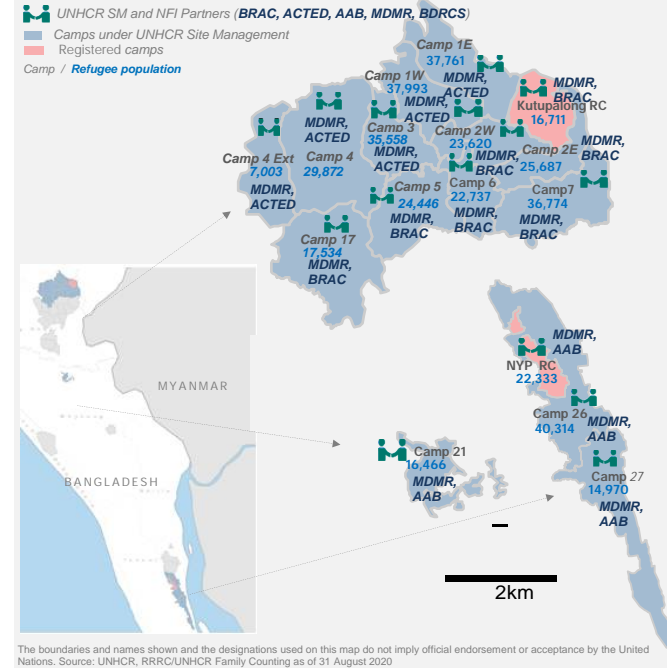 UNHCR SM and NFI Partners (BRAC, ACTED, AAB, MDMR, BDRCS)
Camps under UNHCR Site Management
Registered camps
Camp / Refugee population
Camp 1E
37,761
MDMR,
ACTED
Camp 1W
37,993
MDMR,
ACTED
MDMR,
BRAC
Kutupalong RC
16,711
MDMR,
ACTED
Camp 3
35,558
MDMR,
ACTED
Camp 2W
23,620
MDMR,
BRAC
Camp 2E
25,687
MDMR,
BRAC
Camp 4 Ext
7,003
MDMR,
ACTED
Camp 4
29,872
Camp 5
24,446
MDMR,
BRAC
Camp 6
22,737
MDMR,
BRAC
Camp7
36,774
MDMR,
BRAC
Camp 17
17,534
MDMR,
BRAC
MYANMAR
BANGLADESH
MDMR,
AAB
NYP RC
22,333
Camp 26
40,314
MDMR,
AAB
Camp 21
16,466
MDMR,
AAB
Camp 27
14,970
MDMR,
AAB
2km
The boundaries and names shown and the designations used on this map do not imply official endorsement or acceptance by the United
Nations. Source: UNHCR, RRRC/UNHCR Family Counting as of 31 August 2020